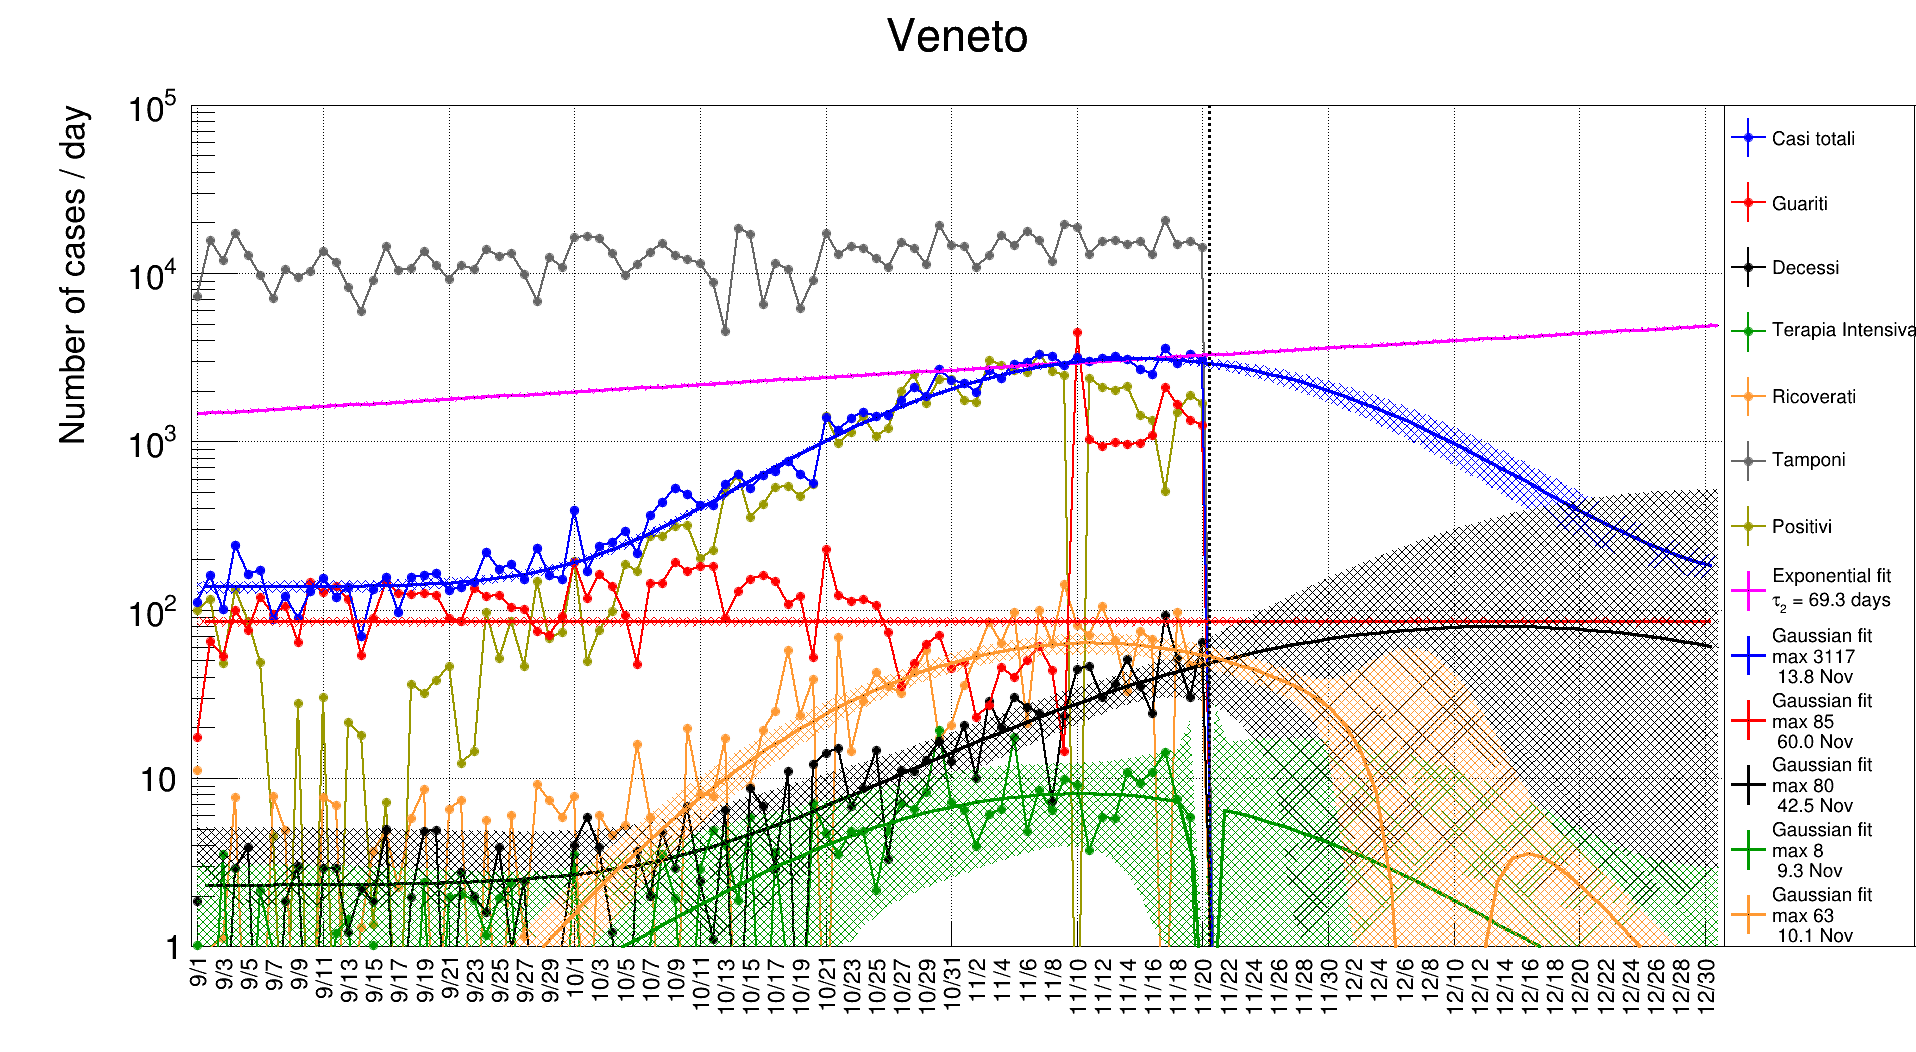 Veneto
Number of cases / day
10^5
10^4
10^3
10^2
10
1
9/1
9/3
9/5
9/7
9/9
9/11
9/13
9/15
9/17
9/19
9/21
9/23
9/25
9/27
9/29
10/1
10/3
10/5
10/7
10/9
10/11
10/13
10/15
10/17
10/19
10/21
10/23
10/25
10/27
10/29
10/31
11/2
11/4
11/6
11/8
11/10
11/12
11/14
11/16
11/18
11/20
11/22
11/24
11/26
11/28
11/30
12/2
12/4
12/6
12/8
12/10
12/12
12/14
12/16
12/18
12/20
12/22
12/24
12/26
12/28
12/30
Casi totali
Guariti
Decessi
Terapia Intensiva
Ricoverati
Tamponi
Positivi
Exponential fit
τ_2 = 69.3 days
Gaussian fit
max 3117
13.8 Nov
Gaussian fit
max 85
60.0 Nov
Gaussian fit
max 80
42.5 Nov
Gaussian fit
max 8
9.3 Nov
Gaussian fit
max 63
10.1 Nov